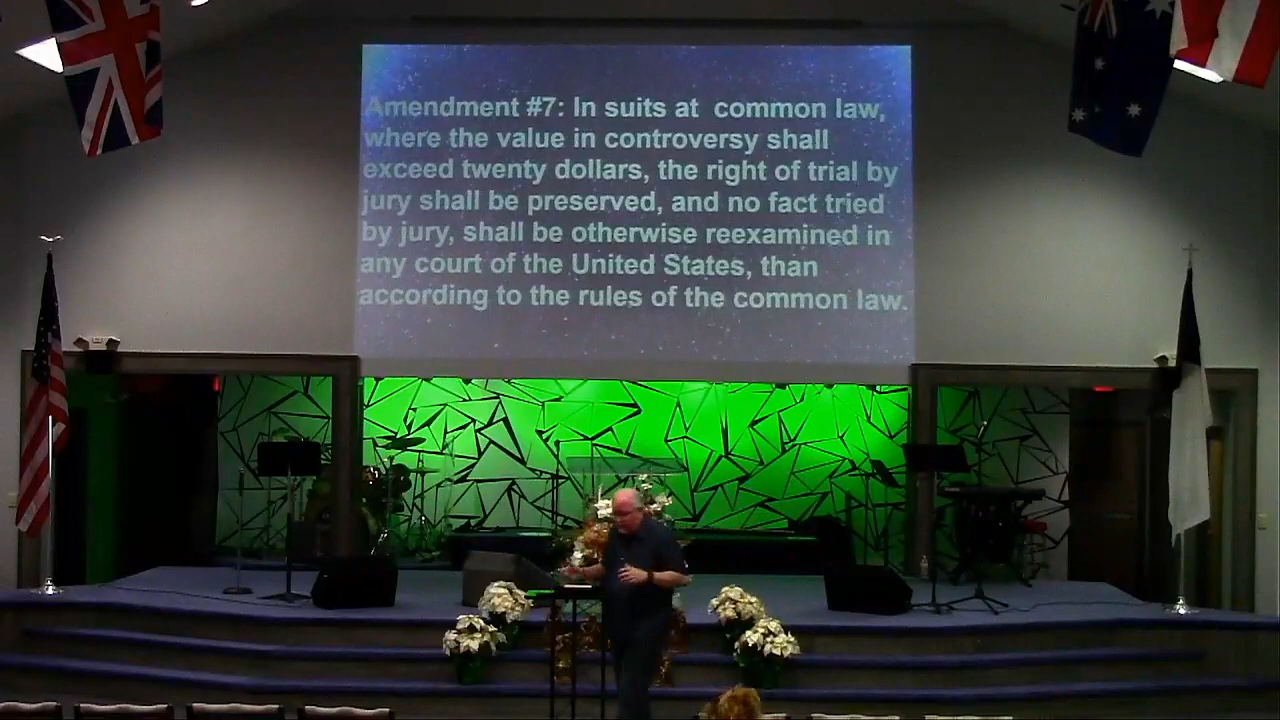 Amendment #7: In suits at common law,
where the value in controversy shall
exceed twenty dollars, the right of trial by
jury shall be preserved, and no fact tried
by jury, shall be otherwise reexamined in
any court of the United States, than
according to the rules of the common law.